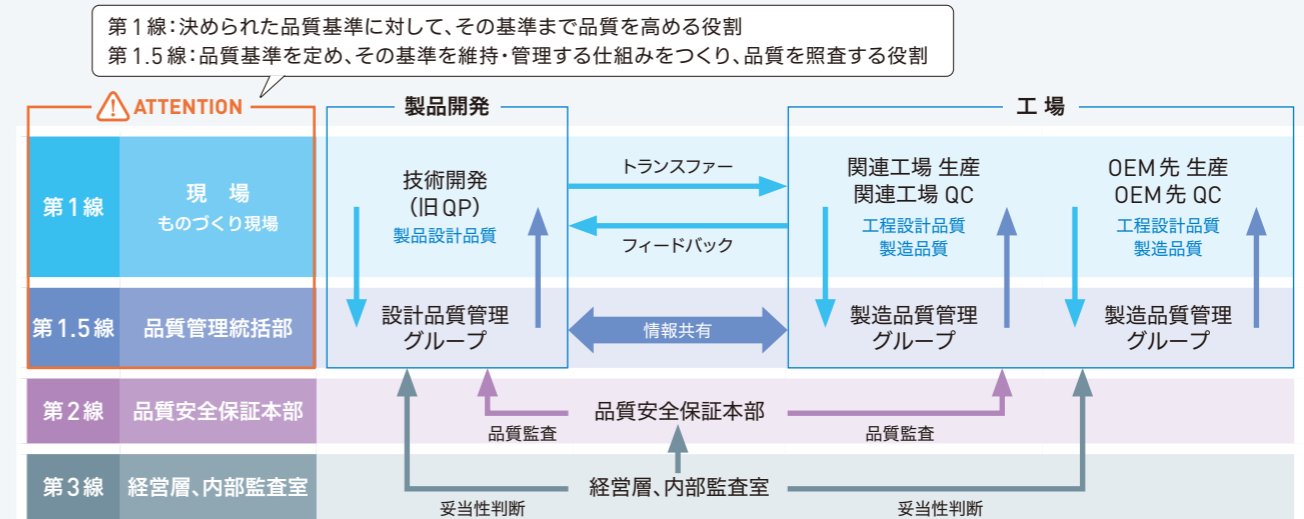 第1線：決められた品質基準に対して、その基準まで品質を高める役割
第1.5線：品質基準を定め、その基準を維持・管理する仕組みをつくり、品質を照査する役割
ATTENTION
製品開発
工 場
第1線
現 場
ものづくり現場
技術開発
（旧QP）
製品設計品質
トランスファー
フィードバック
関連工場 生産
関連工場 QC
工程設計品質
製造品質
OEM先 生産
OEM先 QC
工程設計品質
製造品質
第1.5線
品質管理統括部
設計品質管理
グループ
情報共有
製造品質管理
グループ
製造品質管理
グループ
第2線
品質安全保証本部
品質安全保証本部
品質監査
品質監査
第3線
経営層、内部監査室
経営層、内部監査室
妥当性判断
妥当性判断